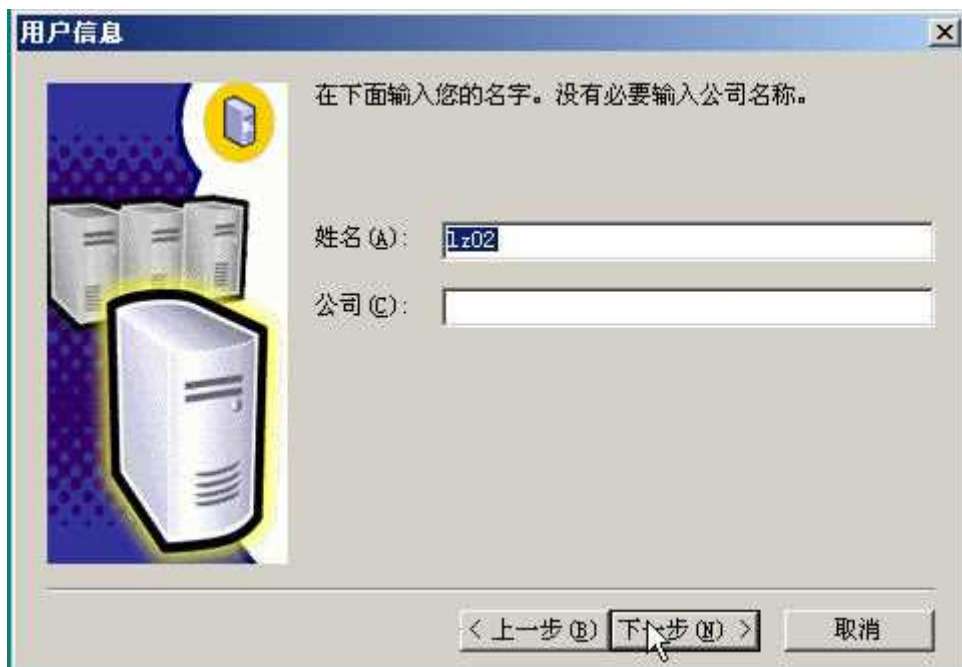 用户信息
在下面输入您的名字。没有必要输入公司名称。
姓名(A): lz02
公司(C):
< 上一步(B) 下一步(N) > 取消